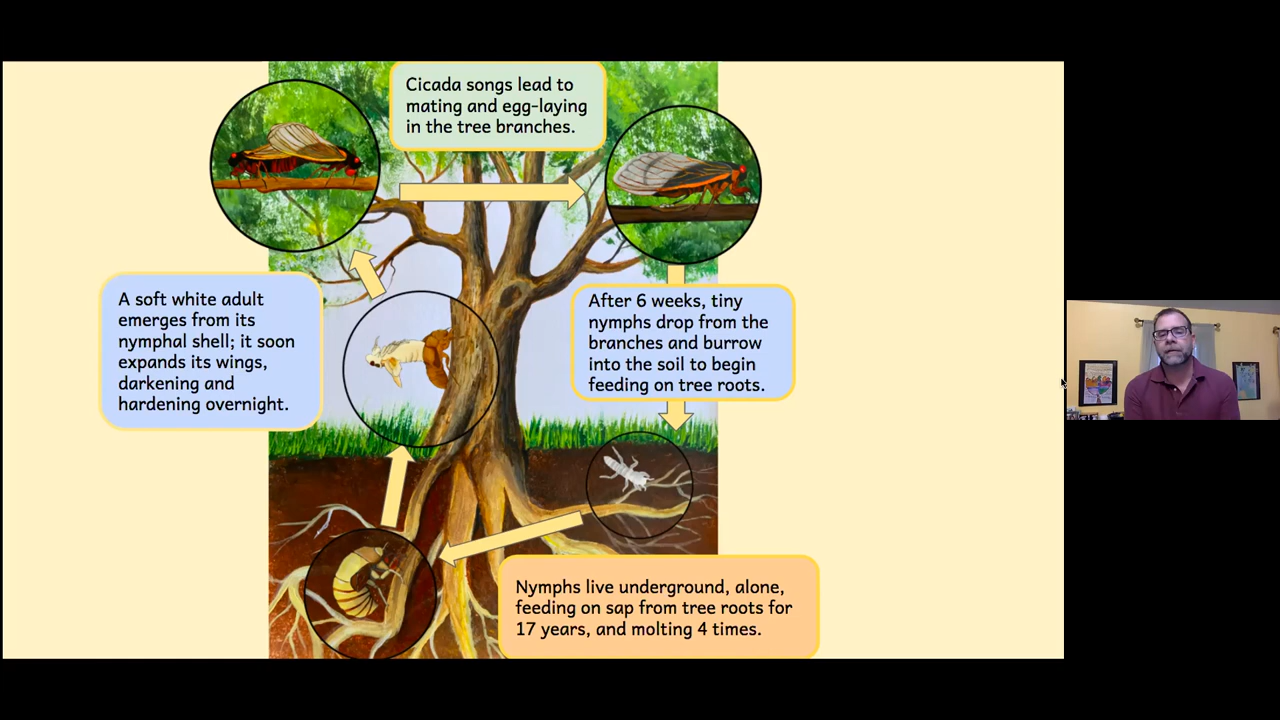 Cicada songs lead to
mating and egg-laying
in the tree branches.
A soft white adult
emerges from its
nymphal shell; it soon
expands its wings,
darkening and
hardening overnight.
After 6 weeks, tiny
nymphs drop from the
branches and burrow
into the soil to begin
feeding on tree roots.
Nymphs live underground, alone,
feeding on sap from tree roots for
17 years, and molting 4 times.